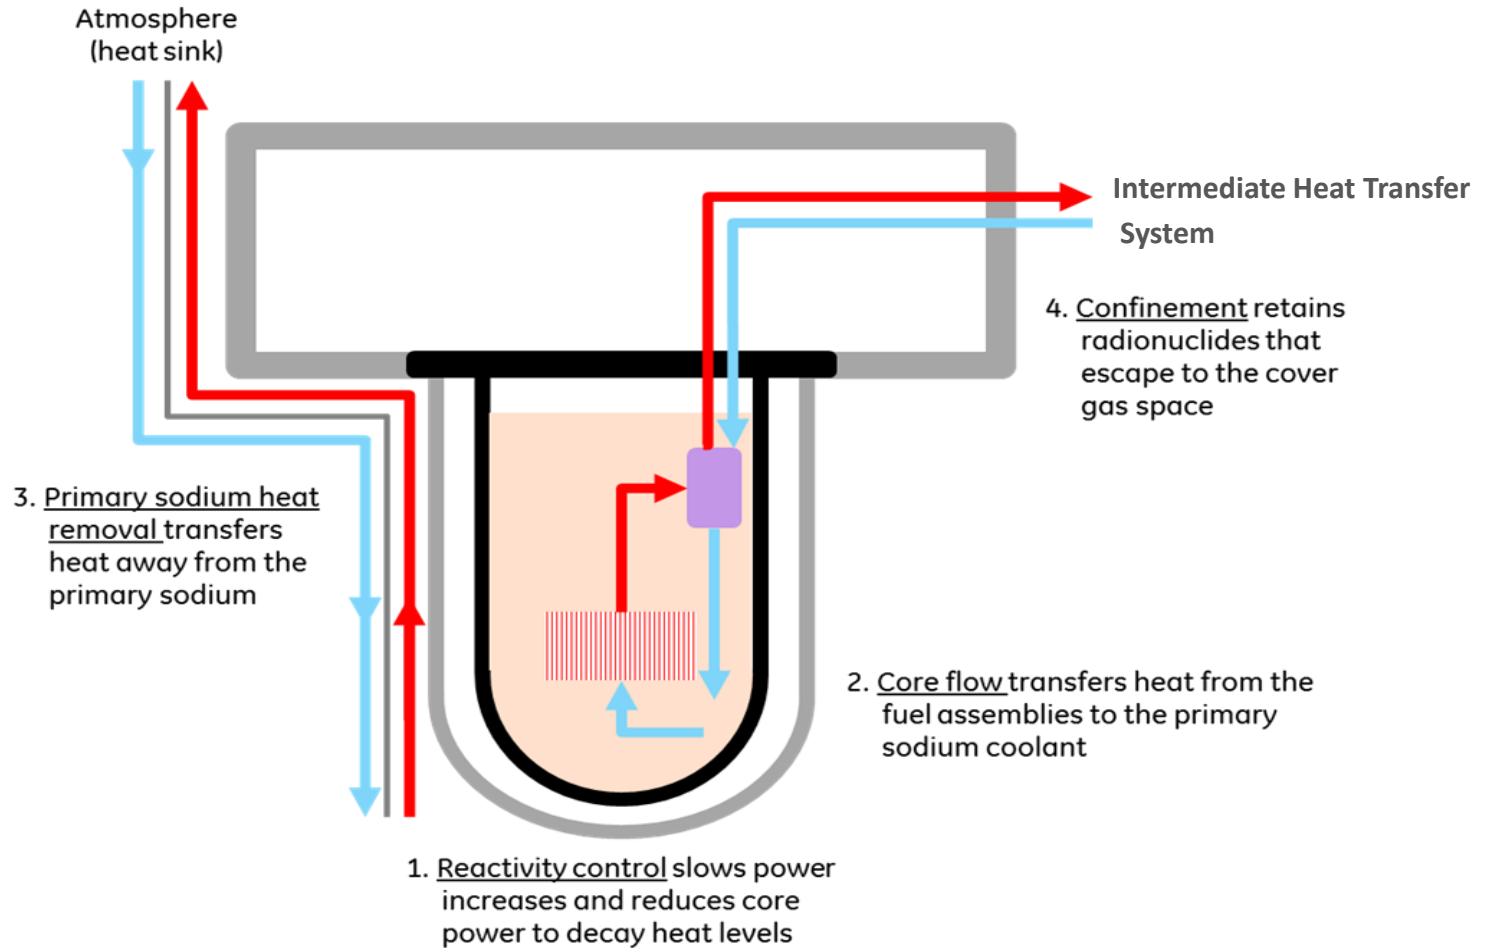 Atmosphere
(heat sink)
Intermediate Heat Transfer
System
4. Confinement retains
radionuclides that
escape to the cover
gas space
3. Primary sodium heat
removal transfers
heat away from the
primary sodium
2. Core flow transfers heat from the
fuel assemblies to the primary
sodium coolant
1. Reactivity control slows power
increases and reduces core
power to decay heat levels